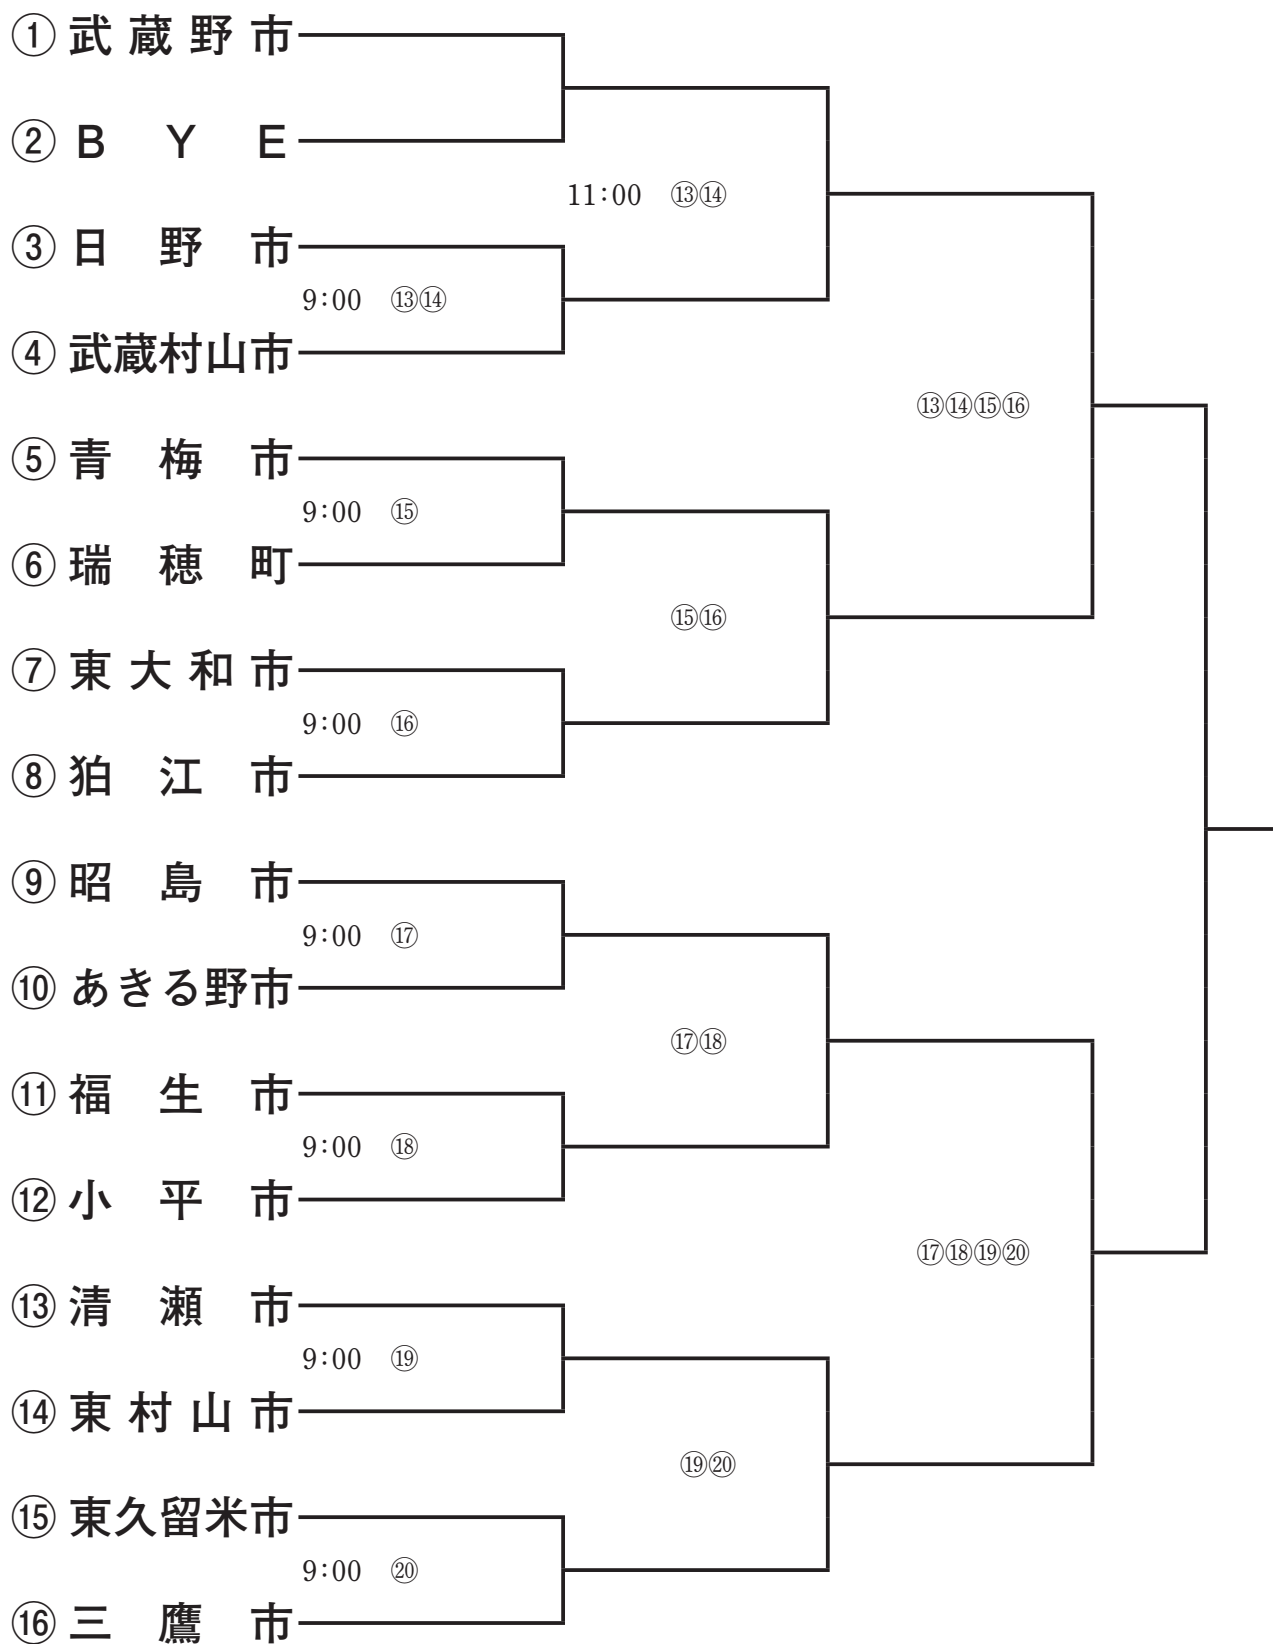 ① 武蔵野市
② BYE
11:00 ⑬⑭
③ 日野市
9:00 ⑬⑭
④ 武蔵村山市
⑬⑭⑮⑯
⑤ 青梅市
9:00 ⑮
⑥ 瑞穂町
⑮⑯
⑦ 東大和市
9:00 ⑯
⑧ 狛江市
⑨ 昭島市
9:00 ⑰
⑩ あきる野市
⑰⑱
⑪ 福生市
9:00 ⑱
⑫ 小平市
⑰⑱⑲⑳
⑬ 清瀬市
9:00 ⑲
⑭ 東村山市
⑲⑳
⑮ 東久留米市
9:00 ⑳
⑯ 三鷹市